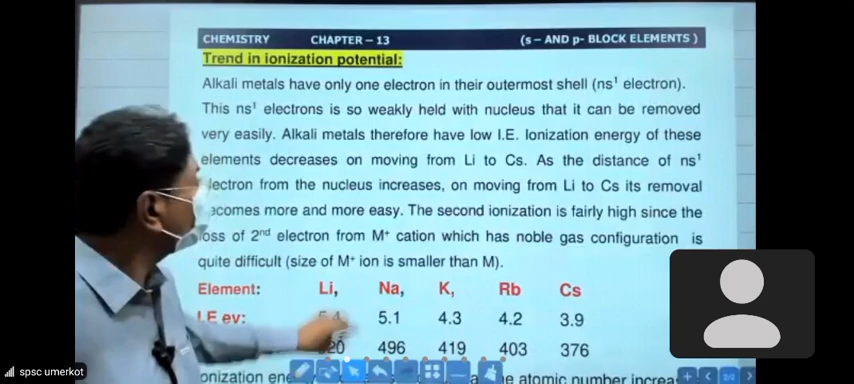 CHEMISTRY CHAPTER – 13 (s – AND p- BLOCK ELEMENTS )
Trend in ionization potential:
Alkali metals have only one electron in their outermost shell (ns¹ electron).
This ns¹ electrons is so weakly held with nucleus that it can be removed
very easily. Alkali metals therefore have low I.E. Ionization energy of these
elements decreases on moving from Li to Cs. As the distance of ns¹
lectron from the nucleus increases, on moving from Li to Cs its removal
ecomes more and more easy. The second ionization is fairly high since the
loss of 2nd electron from M⁺ cation which has noble gas configuration is
quite difficult (size of M⁺ ion is smaller than M).
Element: Li, Na, K, Rb Cs
I.E ev: 5.1 4.3 4.2 3.9
496 419 403 376
onization atomic number
spsc umerkot